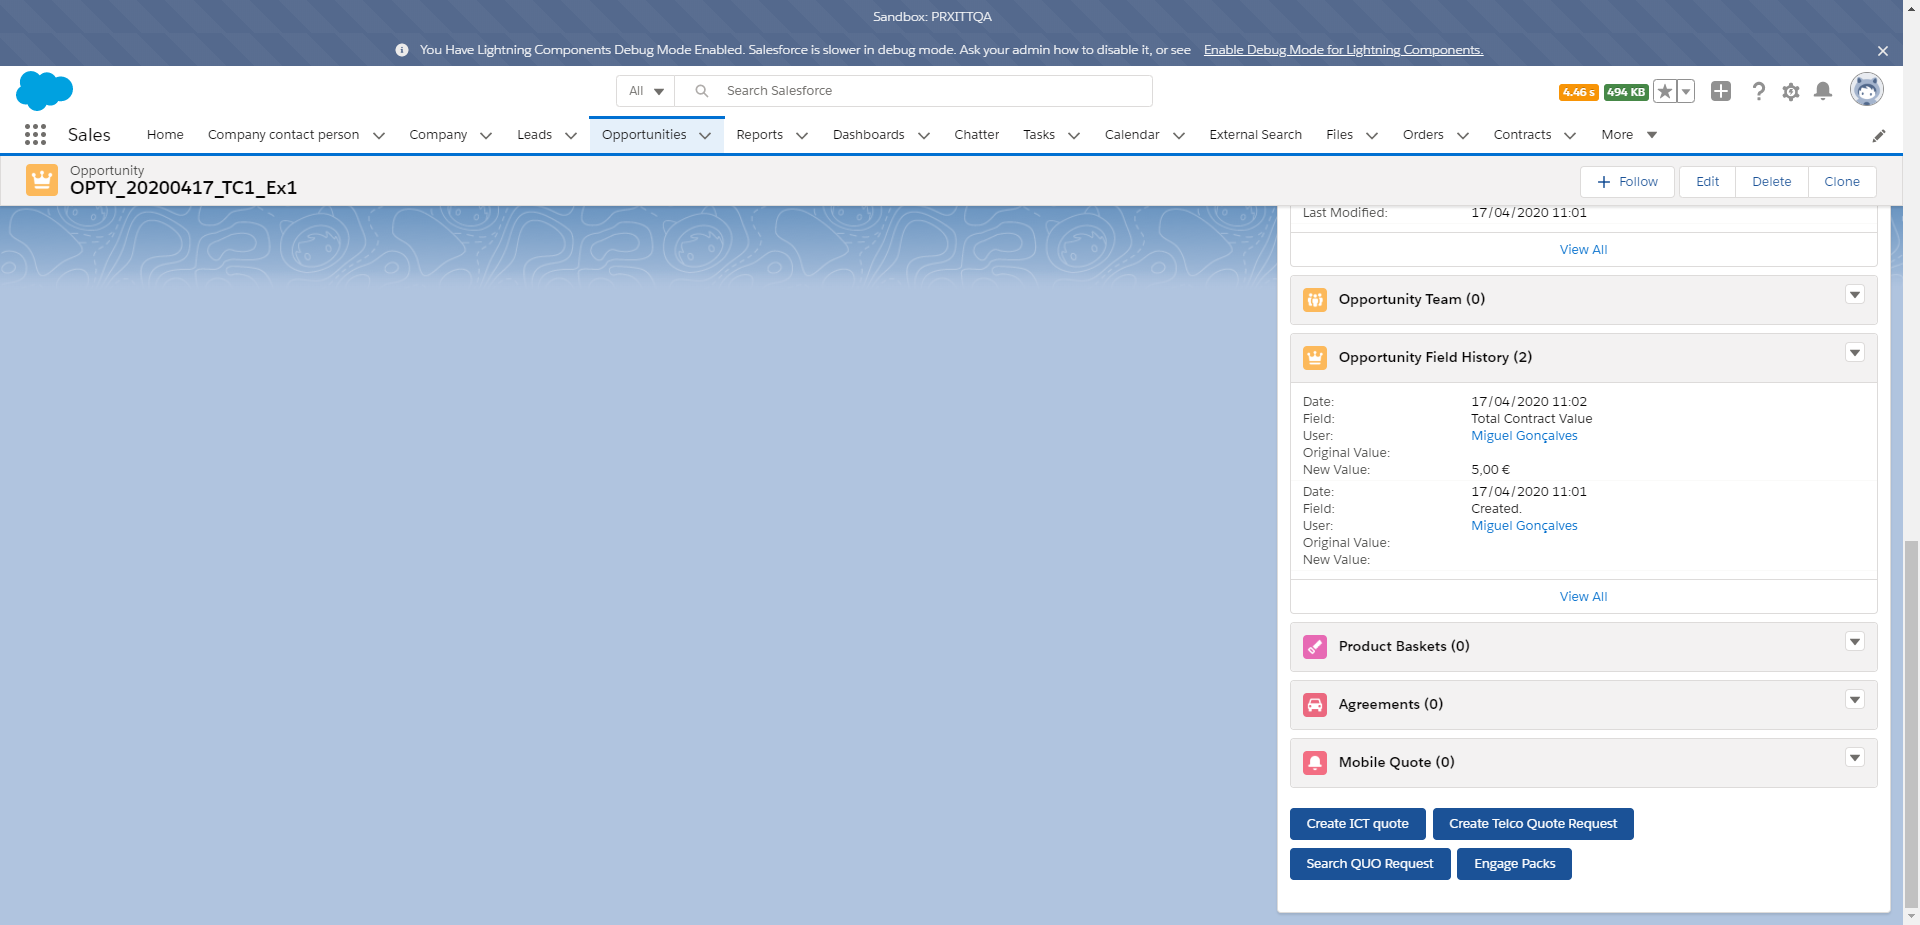 Sandbox: PRXITTQA
You Have Lightning Components Debug Mode Enabled. Salesforce is slower in debug mode. Ask your admin how to disable it, or see Enable Debug Mode for Lightning Components.
All Search Salesforce
4.46 s 494 KB
Sales Home Company contact person Company Leads Opportunities Reports Dashboards Chatter Tasks Calendar External Search Files Orders Contracts More
Opportunity
OPTY_20200417_TC1_Ex1
Follow Edit Delete Clone
Last Modified: 17/04/2020 11:01
View All
Opportunity Team (0)
Opportunity Field History (2)
Date: 17/04/2020 11:02
Field: Total Contract Value
User: Miguel Gonçalves
Original Value:
New Value: 5,00 €
Date: 17/04/2020 11:01
Field: Created.
User: Miguel Gonçalves
Original Value:
New Value:
View All
Product Baskets (0)
Agreements (0)
Mobile Quote (0)
Create ICT quote Create Telco Quote Request
Search QUO Request Engage Packs